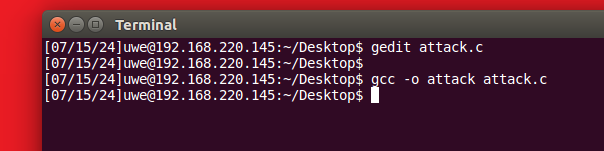 Terminal
[07/15/24]uwe@192.168.220.145:~/Desktop$ gedit attack.c
[07/15/24]uwe@192.168.220.145:~/Desktop$
[07/15/24]uwe@192.168.220.145:~/Desktop$ gcc -o attack attack.c
[07/15/24]uwe@192.168.220.145:~/Desktop$